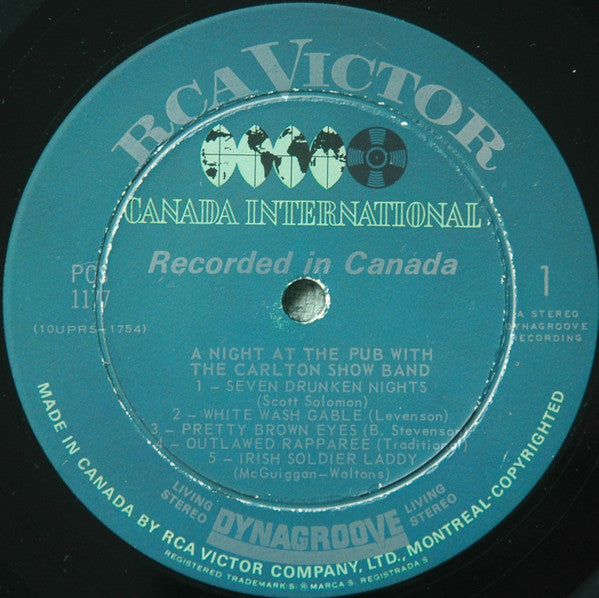 RCA VICTOR
CANADA INTERNATIONAL
Recorded in Canada
PCS
1177
(10UPRS-1754)
1
A STEREO
DYNAGROOVE
RECORDING
A NIGHT AT THE PUB WITH
THE CARLTON SHOW BAND
1 – SEVEN DRUNKEN NIGHTS
(Scott Solomon)
2 – WHITE WASH GABLE (Levenson)
3 – PRETTY BROWN EYES (B. Stevenson)
4 – OUTLAWED RAPPAREE (Traditional)
5 – IRISH SOLDIER LADDY
(McGuiggan-Waltons)
LIVING
STEREO
DYNAGROOVE
LIVING
STEREO
MADE IN CANADA BY RCA VICTOR COMPANY, LTD., MONTREAL-COPYRIGHTED
REGISTERED TRADEMARKS ® MARCAS REGISTRADAS